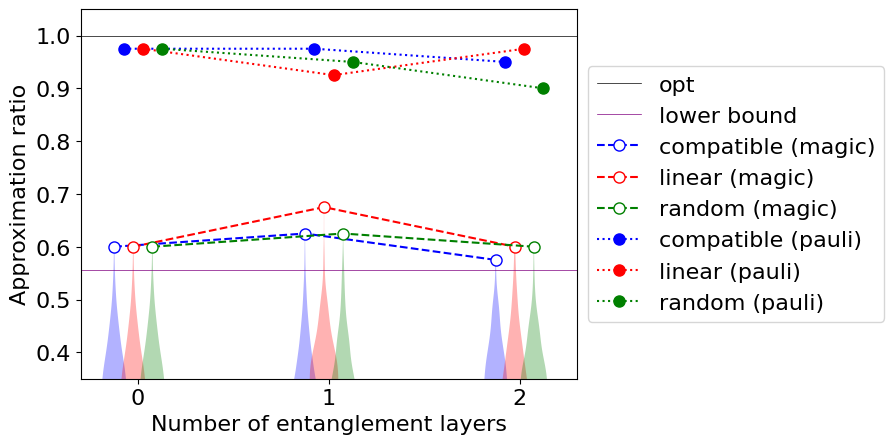 Approximation ratio
1.0
0.9
0.8
0.7
0.6
0.5
0.4
0 1 2
Number of entanglement layers
opt
lower bound
compatible (magic)
linear (magic)
random (magic)
compatible (pauli)
linear (pauli)
random (pauli)